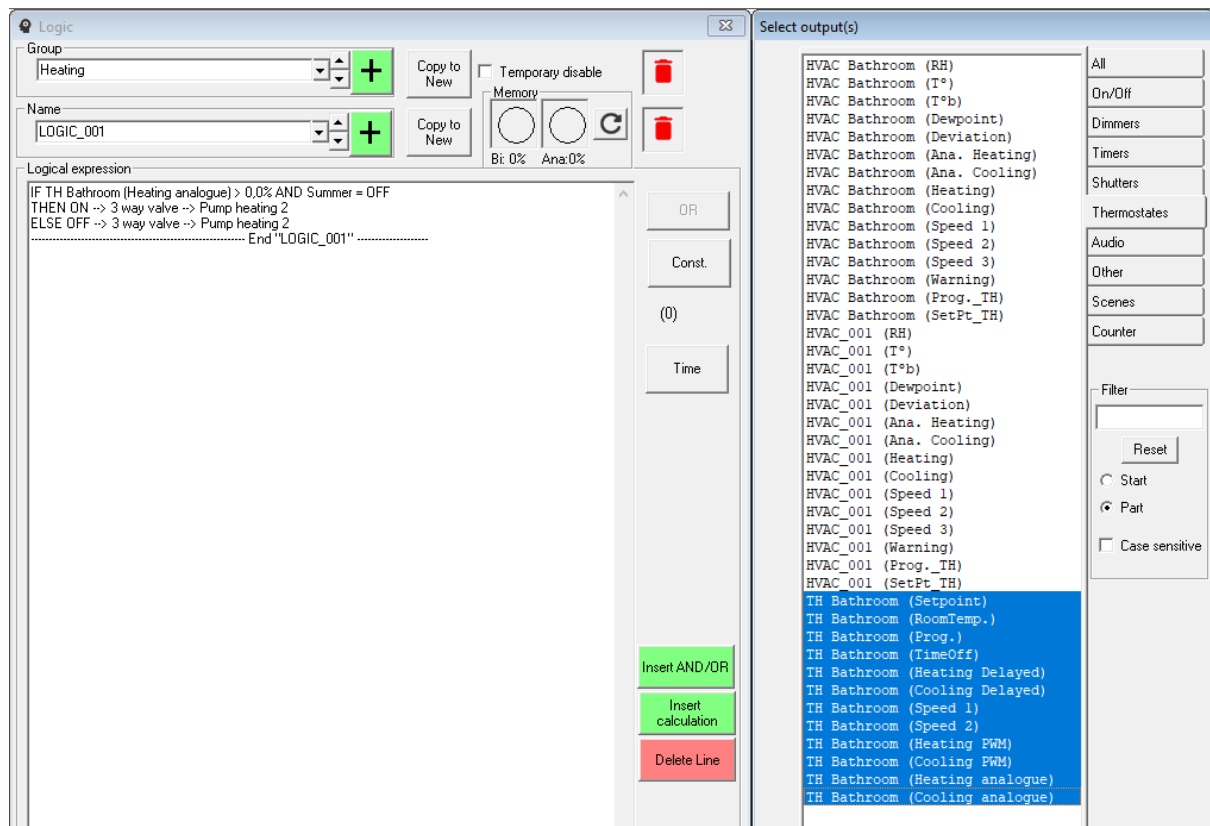 Logic
Group
Heating
+
Copy to
New
Temporary disable
Memory
Name
LOGIC_001
+
Copy to
New
Bi: 0% Ana:0%
Logical expression
IF TH Bathroom (Heating analogue) > 0,0% AND Summer = OFF
THEN ON --> 3 way valve --> Pump heating 2
ELSE OFF --> 3 way valve --> Pump heating 2
------------------------------------------------------------ End "LOGIC_001" --------------------
OR
Const.
(0)
Time
Insert AND/OR
Insert
calculation
Delete Line
Select output(s)
HVAC Bathroom (RH)
HVAC Bathroom (T°)
HVAC Bathroom (T°b)
HVAC Bathroom (Dewpoint)
HVAC Bathroom (Deviation)
HVAC Bathroom (Ana. Heating)
HVAC Bathroom (Ana. Cooling)
HVAC Bathroom (Heating)
HVAC Bathroom (Cooling)
HVAC Bathroom (Speed 1)
HVAC Bathroom (Speed 2)
HVAC Bathroom (Speed 3)
HVAC Bathroom (Warning)
HVAC Bathroom (Prog._TH)
HVAC Bathroom (SetPt_TH)
HVAC_001 (RH)
HVAC_001 (T°)
HVAC_001 (T°b)
HVAC_001 (Dewpoint)
HVAC_001 (Deviation)
HVAC_001 (Ana. Heating)
HVAC_001 (Ana. Cooling)
HVAC_001 (Heating)
HVAC_001 (Cooling)
HVAC_001 (Speed 1)
HVAC_001 (Speed 2)
HVAC_001 (Speed 3)
HVAC_001 (Warning)
HVAC_001 (Prog._TH)
HVAC_001 (SetPt_TH)
TH Bathroom (Setpoint)
TH Bathroom (RoomTemp.)
TH Bathroom (Prog.)
TH Bathroom (TimeOff)
TH Bathroom (Heating Delayed)
TH Bathroom (Cooling Delayed)
TH Bathroom (Speed 1)
TH Bathroom (Speed 2)
TH Bathroom (Heating PWM)
TH Bathroom (Cooling PWM)
TH Bathroom (Heating analogue)
TH Bathroom (Cooling analogue)
All
On/Off
Dimmers
Timers
Shutters
Thermostates
Audio
Other
Scenes
Counter
Filter
Reset
Start
Part
Case sensitive